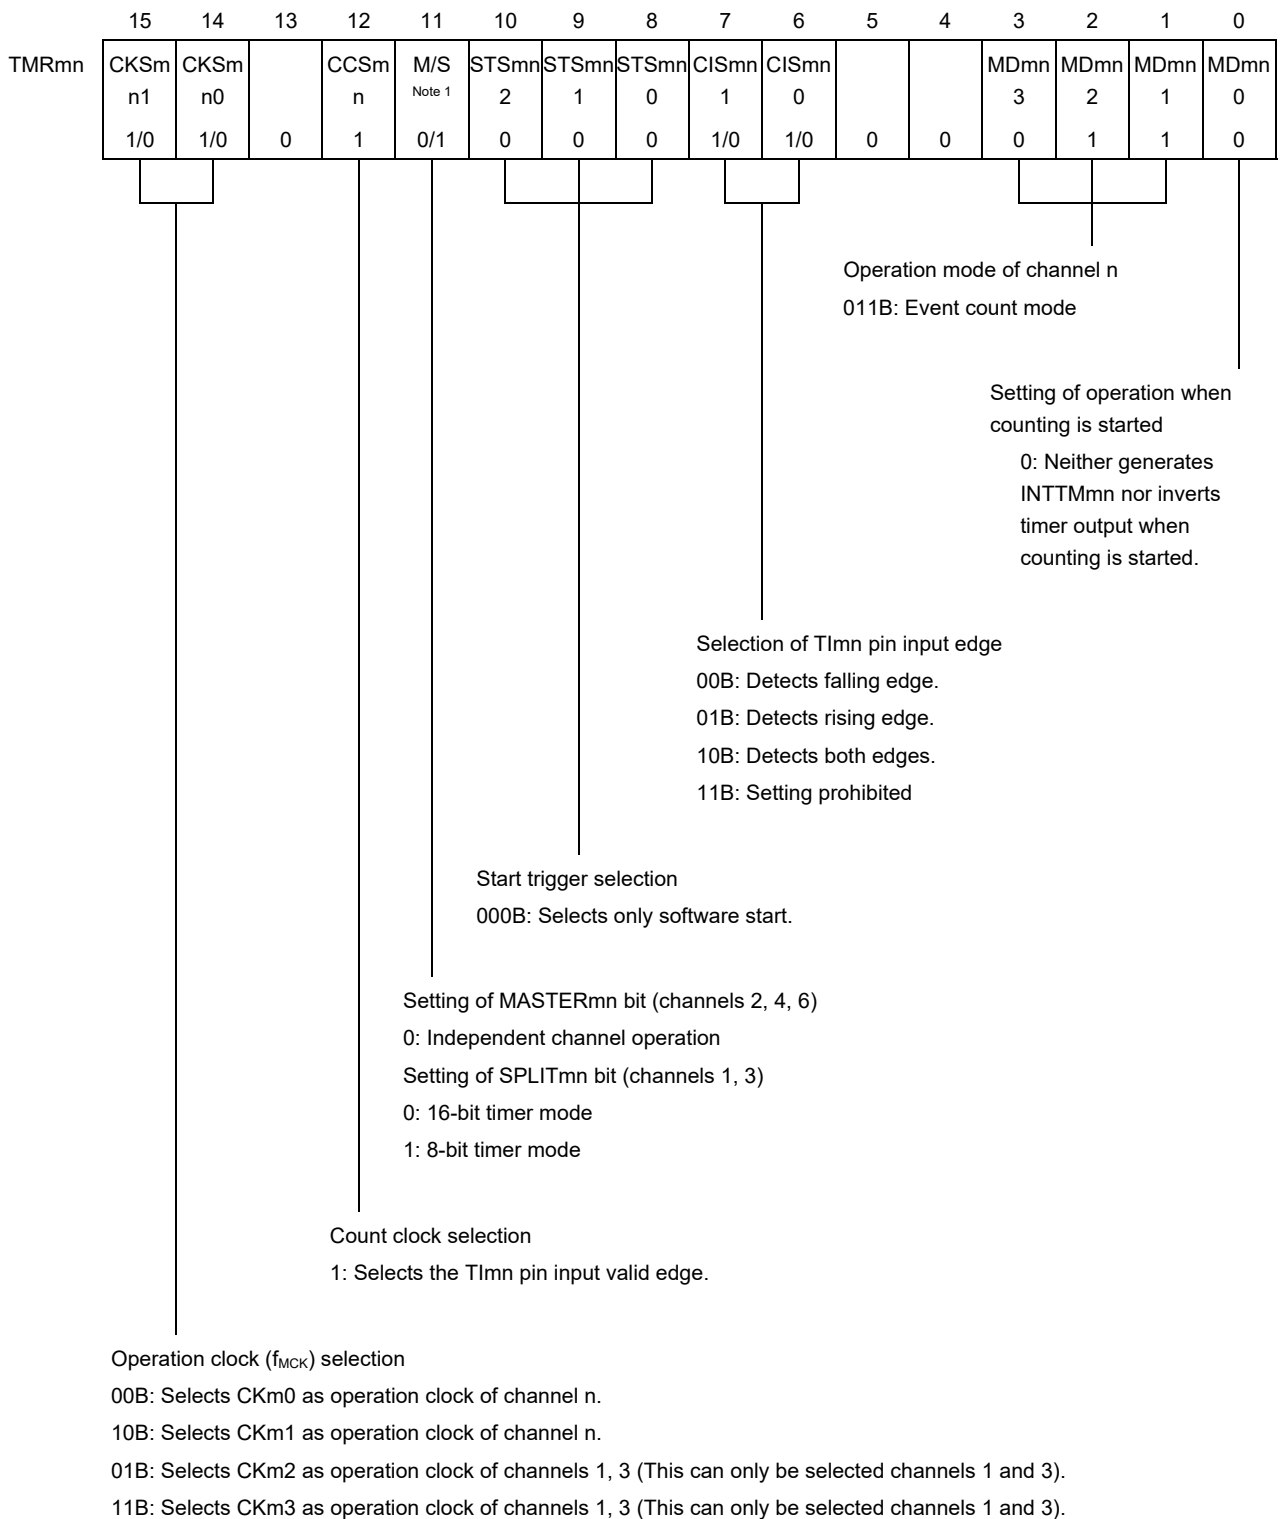 15 14 13 12 11 10 9 8 7 6 5 4 3 2 1 0
TMRmn CKSm CKSm CCSm M/S STSmn STSmn STSmn CISmn CISmn MDmn MDmn MDmn MDmn
n1 n0 n Note 1 2 1 0 1 0 3 2 1 0
1/0 1/0 0 1 0/1 0 0 0 1/0 1/0 0 0 0 1 1 0
Operation mode of channel n
011B: Event count mode
Setting of operation when
counting is started
0: Neither generates
INTTMmn nor inverts
timer output when
counting is started.
Selection of TImn pin input edge
00B: Detects falling edge.
01B: Detects rising edge.
10B: Detects both edges.
11B: Setting prohibited
Start trigger selection
000B: Selects only software start.
Setting of MASTERmn bit (channels 2, 4, 6)
0: Independent channel operation
Setting of SPLITmn bit (channels 1, 3)
0: 16-bit timer mode
1: 8-bit timer mode
Count clock selection
1: Selects the TImn pin input valid edge.
Operation clock (fMCK) selection
00B: Selects CKm0 as operation clock of channel n.
10B: Selects CKm1 as operation clock of channel n.
01B: Selects CKm2 as operation clock of channels 1, 3 (This can only be selected channels 1 and 3).
11B: Selects CKm3 as operation clock of channels 1, 3 (This can only be selected channels 1 and 3).